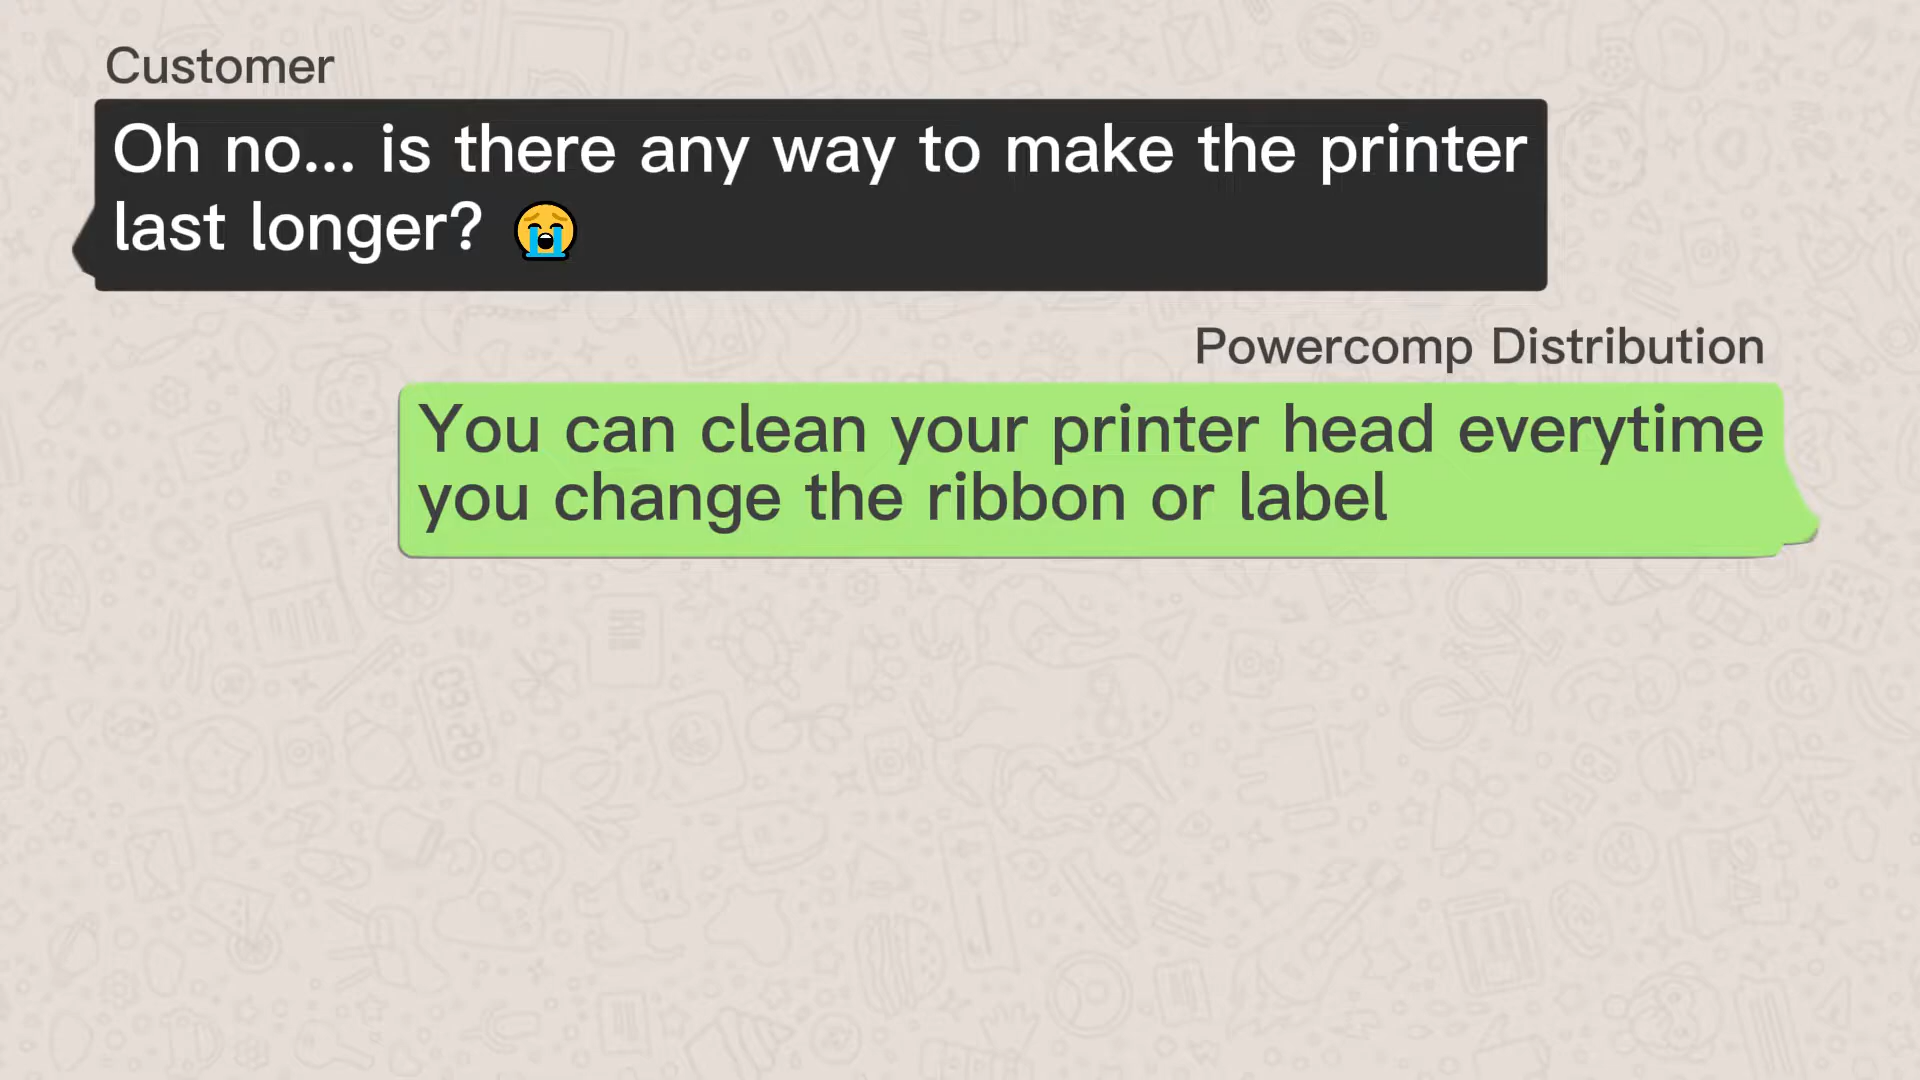 Customer
Oh no... is there any way to make the printer
last longer? 😭
Powercomp Distribution
You can clean your printer head everytime
you change the ribbon or label